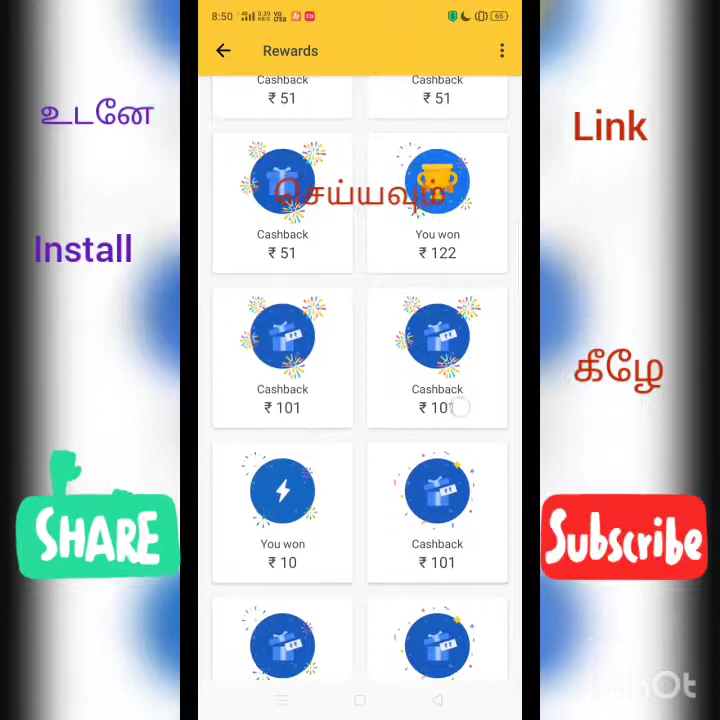 8:50
65
Rewards
Cashback
₹ 51
Cashback
₹ 51
உடனே
Link
செய்யவும்
Cashback
₹ 51
You won
₹ 122
Install
Cashback
₹ 101
Cashback
₹ 101
கீழே
SHARE
Subscribe
You won
₹ 10
Cashback
₹ 101